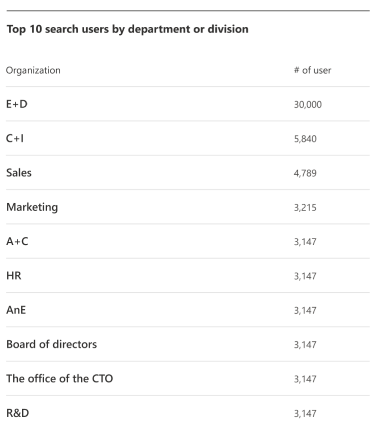 Top 10 search users by department or division
Organization # of user
E+D 30,000
C+I 5,840
Sales 4,789
Marketing 3,215
A+C 3,147
HR 3,147
AnE 3,147
Board of directors 3,147
The office of the CTO 3,147
R&D 3,147